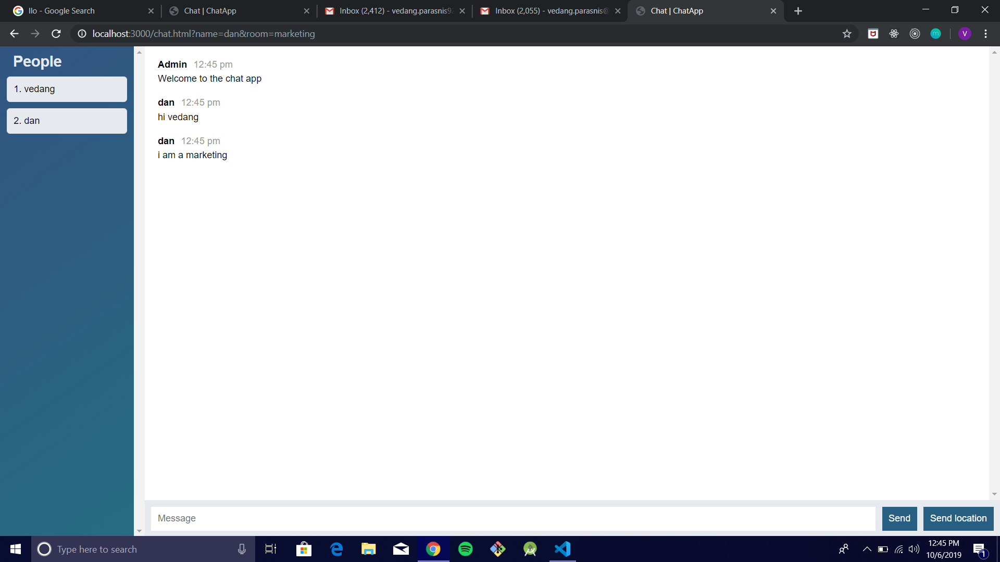 llo - Google Search
Chat | ChatApp
Inbox (2,412) - vedang.parasnis92
Inbox (2,055) - vedang.parasnis@
Chat | ChatApp
localhost:3000/chat.html?name=dan&room=marketing
V
People
1. vedang
2. dan
Admin 12:45 pm
Welcome to the chat app
dan 12:45 pm
hi vedang
dan 12:45 pm
i am a marketing
Message
Send
Send location
Type here to search
12:45 PM
10/6/2019
1